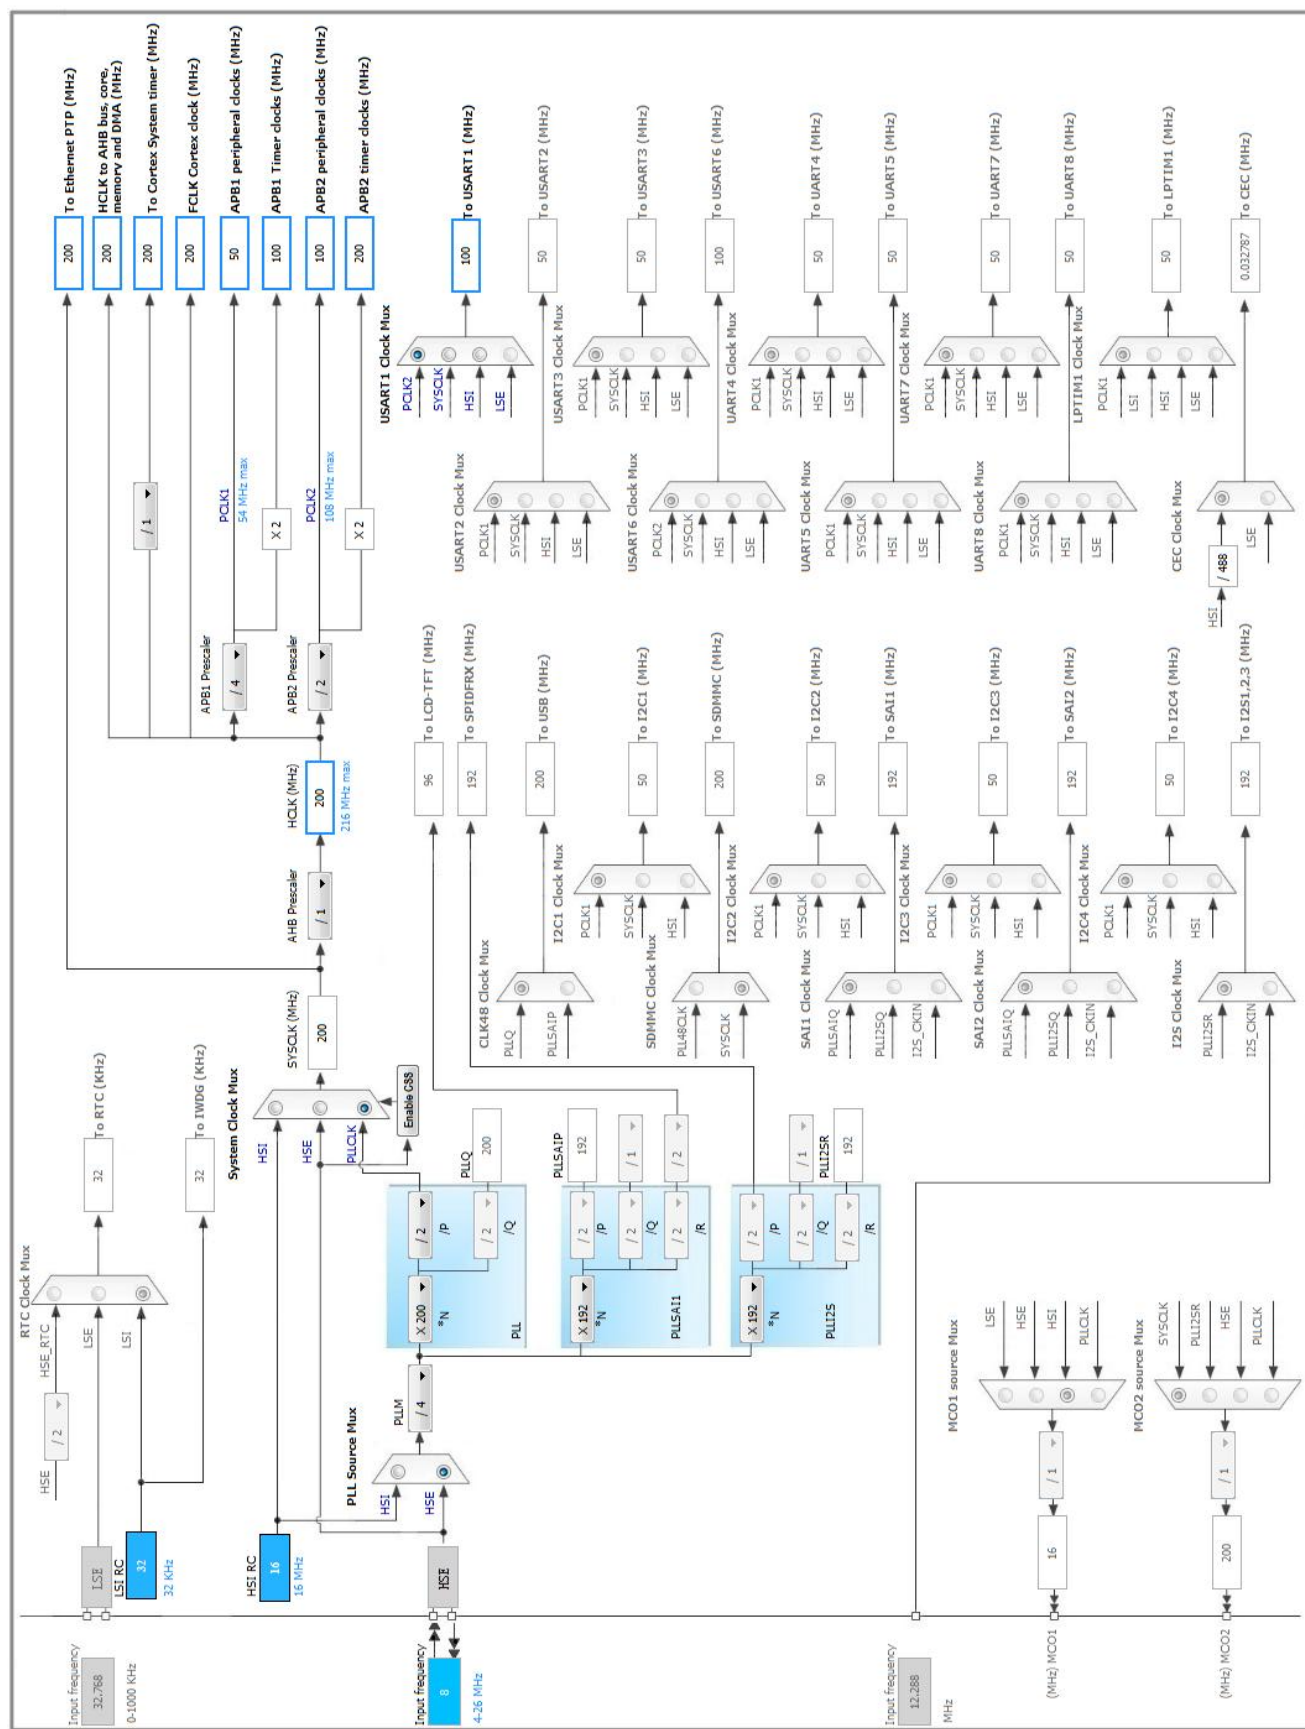 Input frequency
32.768
0-1000 KHz
LSE
LSI RC
32
32 KHz
HSE
/ 2
HSE_RTC
LSE
LSI
RTC Clock Mux
32
To RTC (KHz)
32
To IWDG (KHz)
HSI RC
16
16 MHz
Input frequency
8
4-26 MHz
HSE
PLL Source Mux
HSI
HSE
PLLM
/ 4
X 200
*N
/ 2
/P
/ 2
/Q
PLL
PLLQ
200
X 192
*N
/ 2
/P
/ 2
/Q
/ 2
/R
PLLSAI1
PLLSAIP
192
/ 1
/ 2
X 192
*N
/ 2
/P
/ 2
/Q
/ 2
/R
PLLI2S
/ 1
PLLI2SR
192
System Clock Mux
HSI
HSE
PLLCLK
Enable CSS
SYSCLK (MHz)
200
AHB Prescaler
/ 1
HCLK (MHz)
200
216 MHz max
APB1 Prescaler
/ 4
APB2 Prescaler
/ 2
/ 1
PCLK1
54 MHz max
X 2
PCLK2
108 MHz max
X 2
200
To Ethernet PTP (MHz)
200
HCLK to AHB bus, core,
memory and DMA (MHz)
200
To Cortex System timer (MHz)
200
FCLK Cortex clock (MHz)
50
APB1 peripheral clocks (MHz)
100
APB1 Timer clocks (MHz)
100
APB2 peripheral clocks (MHz)
200
APB2 timer clocks (MHz)
96
To LCD-TFT (MHz)
192
To SPIDFRX (MHz)
CLK48 Clock Mux
PLLQ
PLLSAIP
200
To USB (MHz)
I2C1 Clock Mux
PCLK1
SYSCLK
HSI
50
To I2C1 (MHz)
SDMMC Clock Mux
PLL48CLK
SYSCLK
200
To SDMMC (MHz)
I2C2 Clock Mux
PCLK1
SYSCLK
HSI
50
To I2C2 (MHz)
SAI1 Clock Mux
PLLSAIQ
PLLI2SQ
I2S_CKIN
192
To SAI1 (MHz)
I2C3 Clock Mux
PCLK1
SYSCLK
HSI
50
To I2C3 (MHz)
SAI2 Clock Mux
PLLSAIQ
PLLI2SQ
I2S_CKIN
192
To SAI2 (MHz)
I2C4 Clock Mux
PCLK1
SYSCLK
HSI
50
To I2C4 (MHz)
I2S Clock Mux
PLLI2SR
I2S_CKIN
192
To I2S1,2,3 (MHz)
USART1 Clock Mux
PCLK2
SYSCLK
HSI
LSE
100
To USART1 (MHz)
USART2 Clock Mux
PCLK1
SYSCLK
HSI
LSE
50
To USART2 (MHz)
USART3 Clock Mux
PCLK1
SYSCLK
HSI
LSE
50
To USART3 (MHz)
USART6 Clock Mux
PCLK2
SYSCLK
HSI
LSE
100
To USART6 (MHz)
UART4 Clock Mux
PCLK1
SYSCLK
HSI
LSE
50
To UART4 (MHz)
UART5 Clock Mux
PCLK1
SYSCLK
HSI
LSE
50
To UART5 (MHz)
UART7 Clock Mux
PCLK1
SYSCLK
HSI
LSE
50
To UART7 (MHz)
UART8 Clock Mux
PCLK1
SYSCLK
HSI
LSE
50
To UART8 (MHz)
LPTIM1 Clock Mux
PCLK1
LSI
HSI
LSE
50
To LPTIM1 (MHz)
CEC Clock Mux
HSI
/ 488
LSE
0.032787
To CEC (MHz)
Input frequency
12.288
MHz
MCO1 source Mux
LSE
HSE
HSI
PLLCLK
/ 1
16
(MHz) MCO1
MCO2 source Mux
SYSCLK
PLLI2SR
HSE
PLLCLK
/ 1
200
(MHz) MCO2